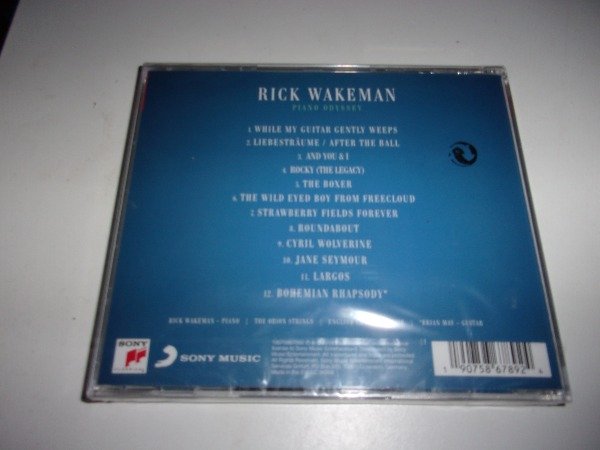 RICK WAKEMAN
PIANO ODYSSEY
1. WHILE MY GUITAR GENTLY WEEPS
2. LIEBESTRÄUME / AFTER THE BALL
3. AND YOU & I
4. ROCKY (THE LEGACY)
5. THE BOXER
6. THE WILD EYED BOY FROM FREECLOUD
7. STRAWBERRY FIELDS FOREVER
8. ROUNDABOUT
9. CYRIL WOLVERINE
10. JANE SEYMOUR
11. LARGOS
12. BOHEMIAN RHAPSODY*
RICK WAKEMAN – PIANO | THE ORION STRINGS | ENGLISH *BRIAN MAY – GUITAR
SONY
SONY MUSIC
1 90758 67892